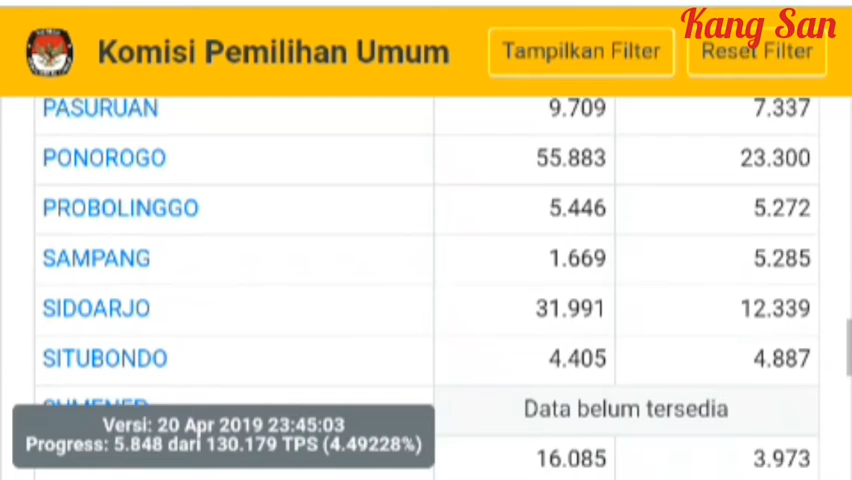 Kang San
Komisi Pemilihan Umum Tampilkan Filter Reset Filter
PASURUAN 9.709 7.337
PONOROGO 55.883 23.300
PROBOLINGGO 5.446 5.272
SAMPANG 1.669 5.285
SIDOARJO 31.991 12.339
SITUBONDO 4.405 4.887
Data belum tersedia
Versi: 20 Apr 2019 23:45:03
Progress: 5.848 dari 130.179 TPS (4.49228%)
16.085 3.973